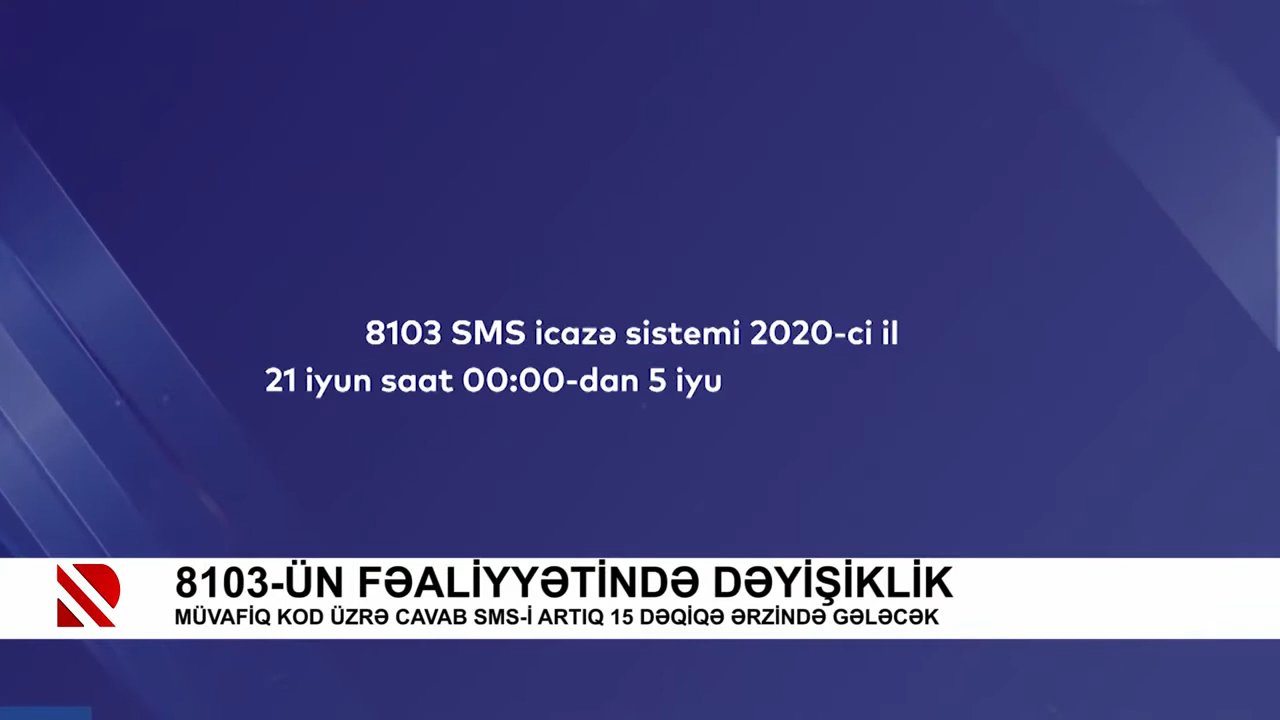 8103 SMS icazə sistemi 2020-ci il
21 iyun saat 00:00-dan 5 iyu
8103-ÜN FƏALİYYƏTİNDƏ DƏYİŞİKLİK
MÜVAFİQ KOD ÜZRƏ CAVAB SMS-İ ARTIQ 15 DƏQİQƏ ƏRZİNDƏ GƏLƏCƏK